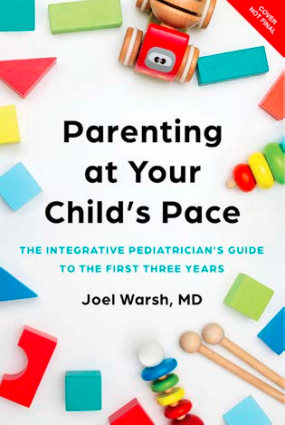 COVER
NOT FINAL
Parenting
at Your
Child's Pace
THE INTEGRATIVE PEDIATRICIAN'S GUIDE
TO THE FIRST THREE YEARS
Joel Warsh, MD